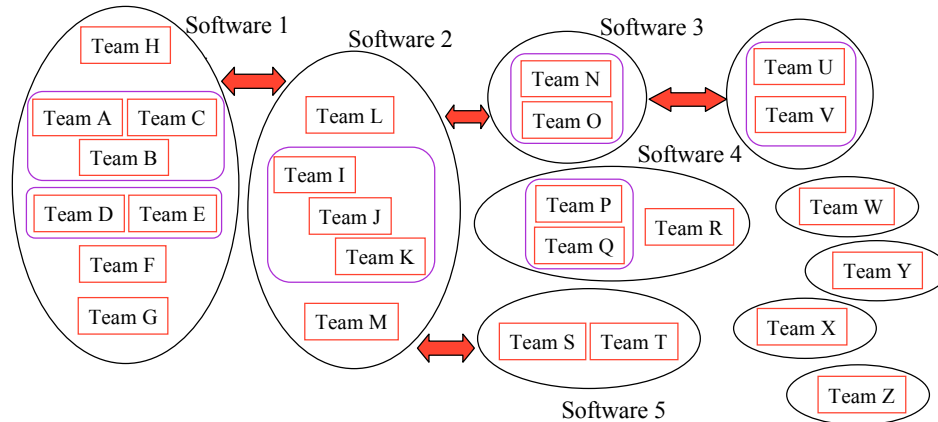 Software 1
Team H
Team A
Team C
Team B
Team D
Team E
Team F
Team G
Software 2
Team L
Team I
Team J
Team K
Team M
Software 3
Team N
Team O
Team U
Team V
Software 4
Team P
Team Q
Team R
Team S
Team T
Software 5
Team W
Team Y
Team X
Team Z